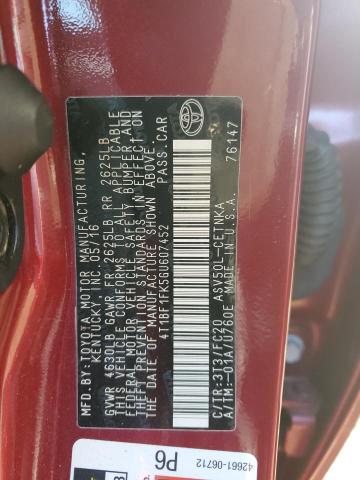 MFD. BY:TOYOTA MOTOR MANUFACTURING,
KENTUCKY, INC. 05/16
GVWR 4630LB GAWR FR 2625LB RR 2625LB
THIS VEHICLE CONFORMS TO ALL APPLICABLE
FEDERAL MOTOR VEHICLE SAFETY, BUMPER, AND
THEFT PREVENTION STANDARDS IN EFFECT ON
THE DATE OF MANUFACTURE SHOWN ABOVE.
4T1BF1FK5GU607452 PASS.CAR
76147
C/TR:3T3/FC20 ASV50L-CETNKA
A/TM:-01A/U760E MADE IN U.S.A.
42661-06712
P6